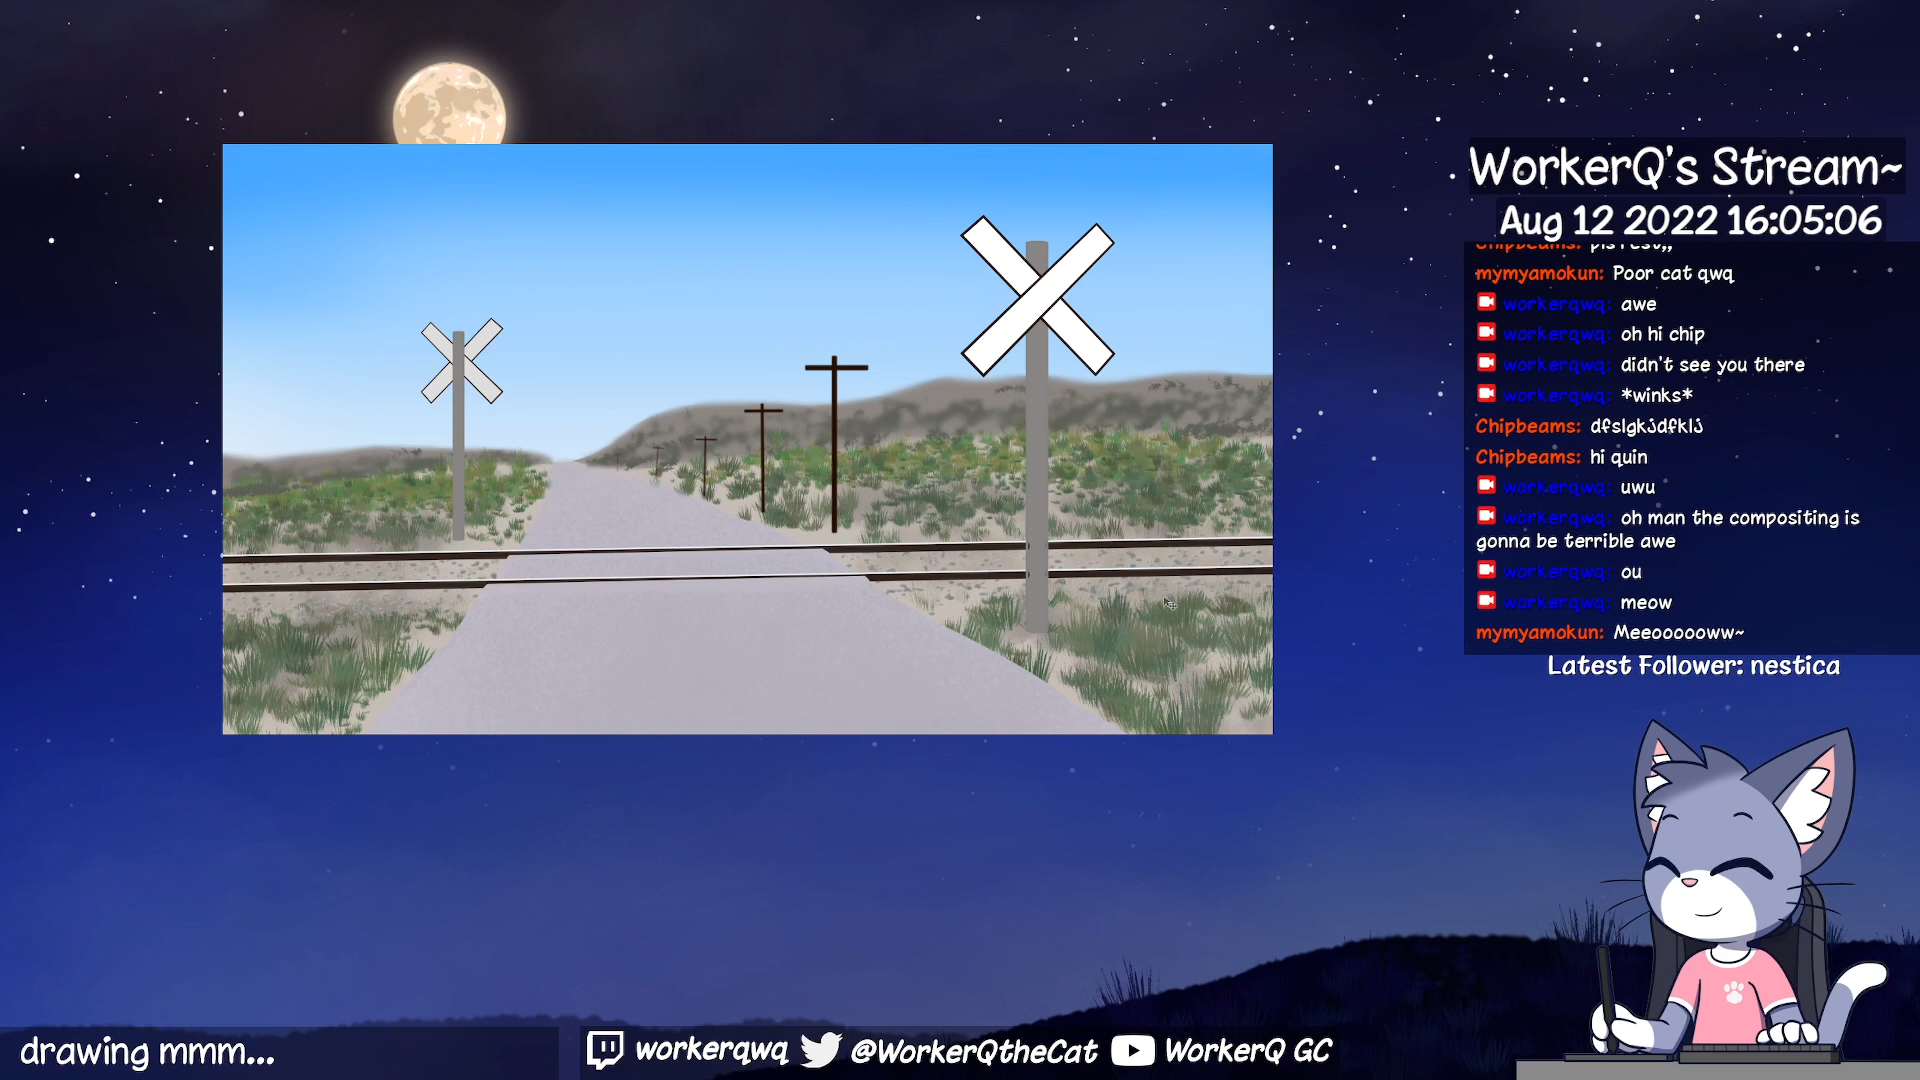 WorkerQ's Stream~
Aug 12 2022 16:05:06
Chipbeams: pls rest,,
mymyamokun: Poor cat qwq
workerqwq: awe
workerqwq: oh hi chip
workerqwq: didn't see you there
workerqwq: *winks*
Chipbeams: dfslgkjdfklj
Chipbeams: hi quin
workerqwq: uwu
workerqwq: oh man the compositing is
gonna be terrible awe
workerqwq: ou
workerqwq: meow
mymyamokun: Meeoooooww~
Latest Follower: nestica
drawing mmm...
workerqwq @WorkerQtheCat WorkerQ GC